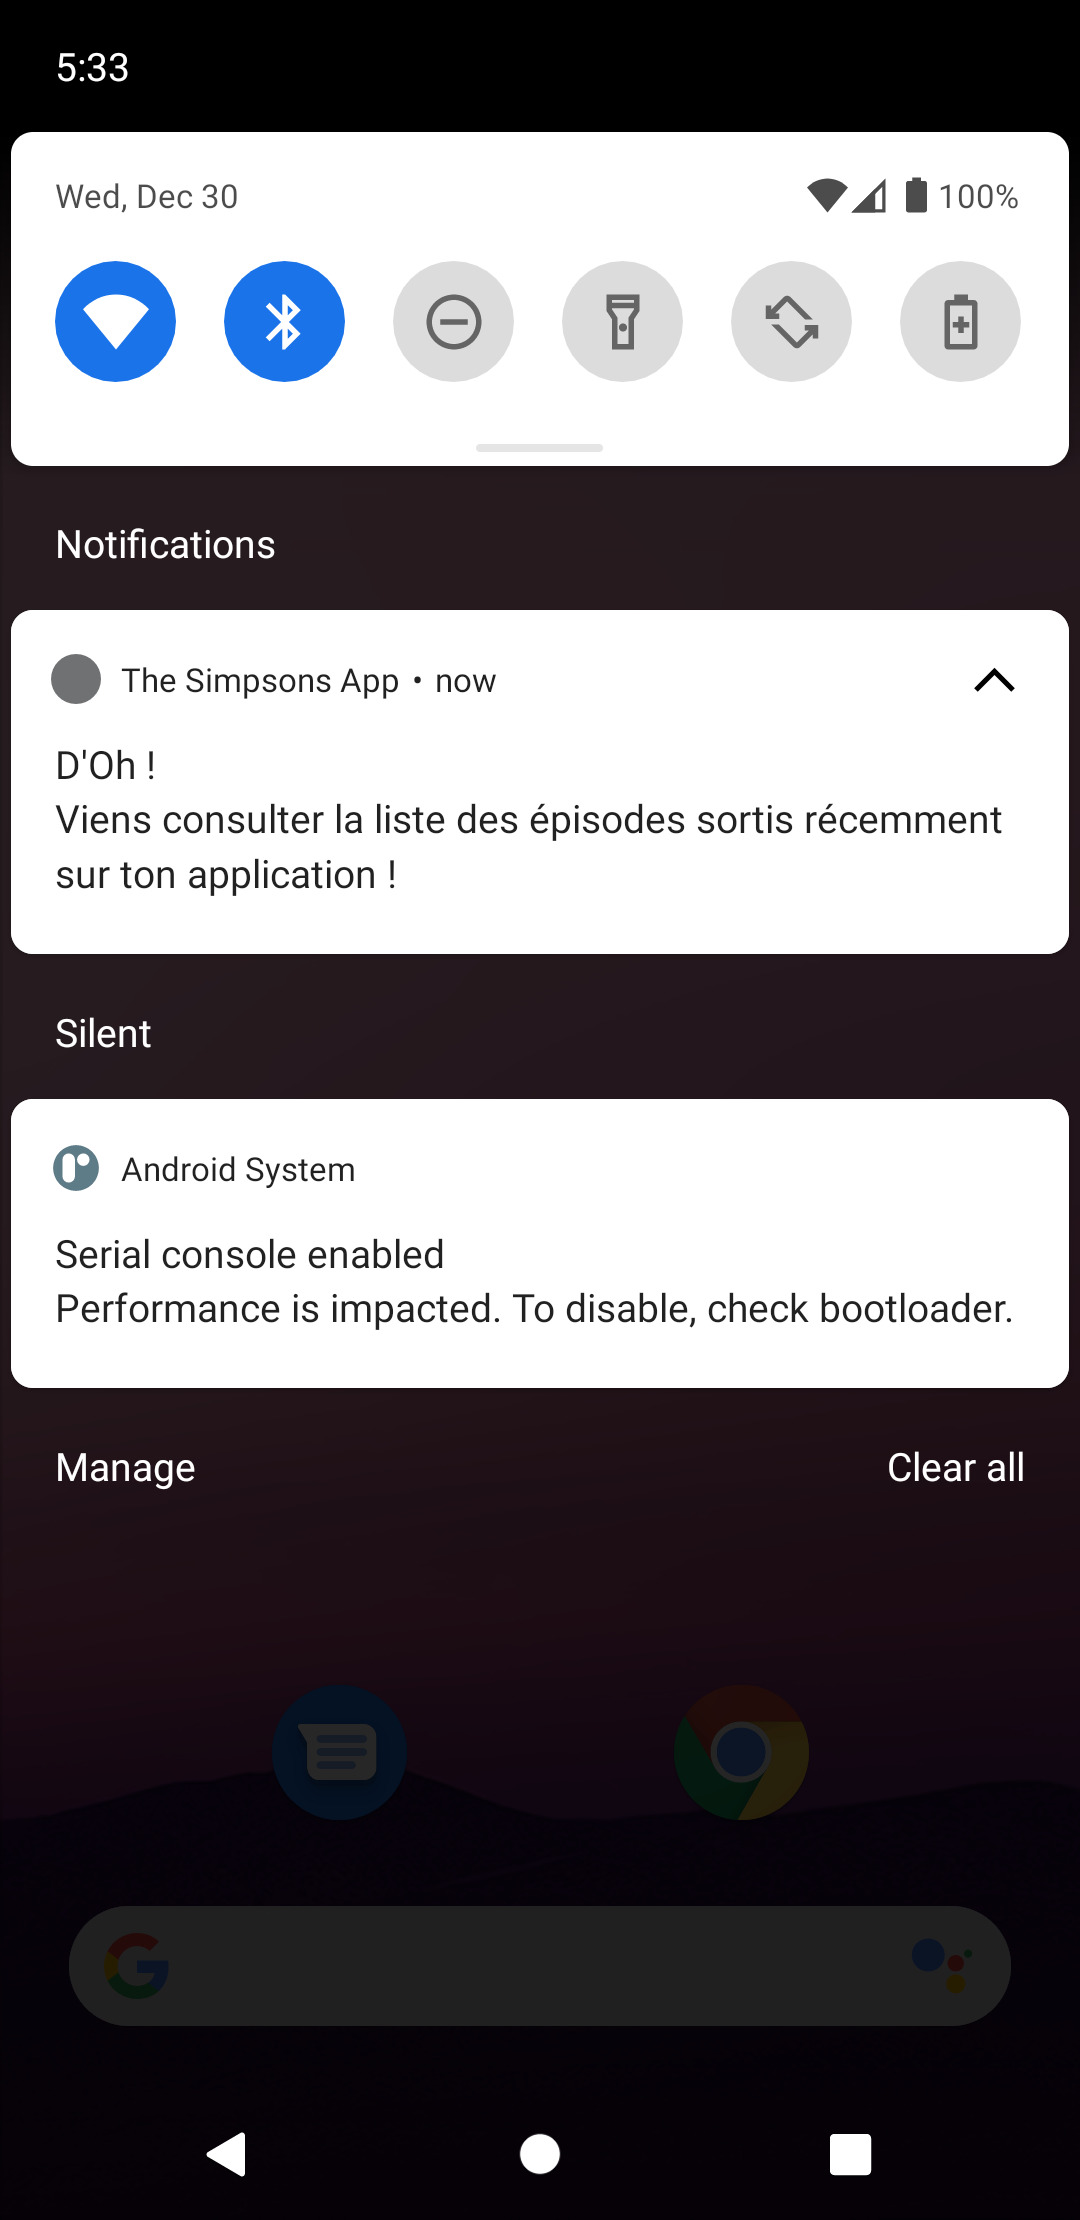 5:33
Wed, Dec 30 100%
Notifications
The Simpsons App • now
D'Oh !
Viens consulter la liste des épisodes sortis récemment
sur ton application !
Silent
Android System
Serial console enabled
Performance is impacted. To disable, check bootloader.
Manage Clear all